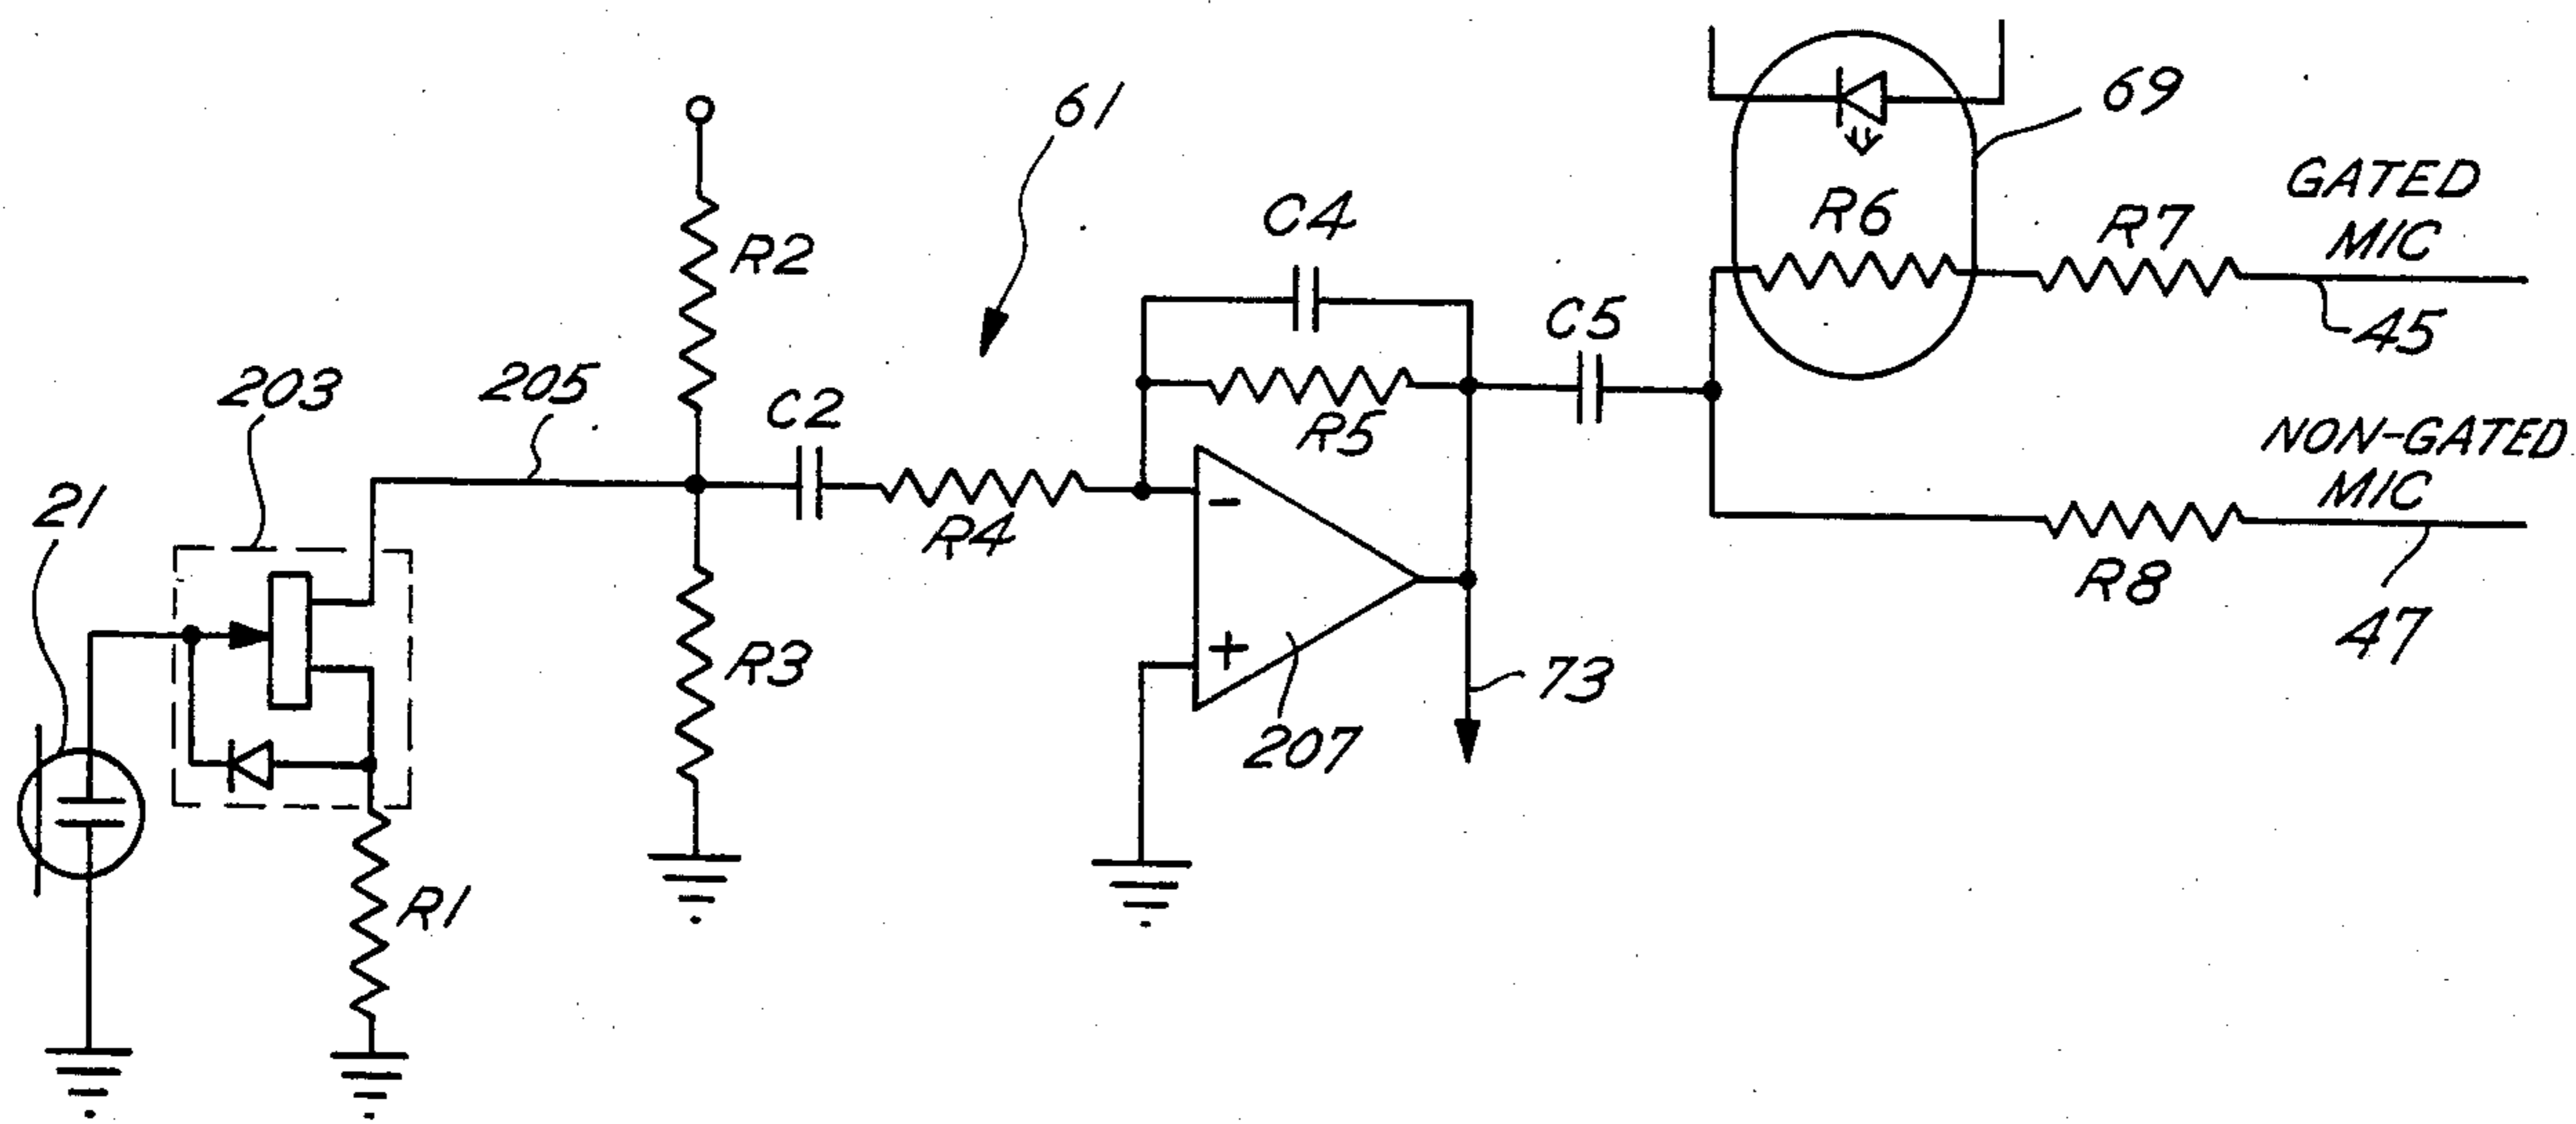 61
69
GATED
MIC
C4
R6
R7
R2
C5
45
203
205
C2
R5
NON-GATED
MIC
21
-
R4
R8
R3
+
73
47
207
R1